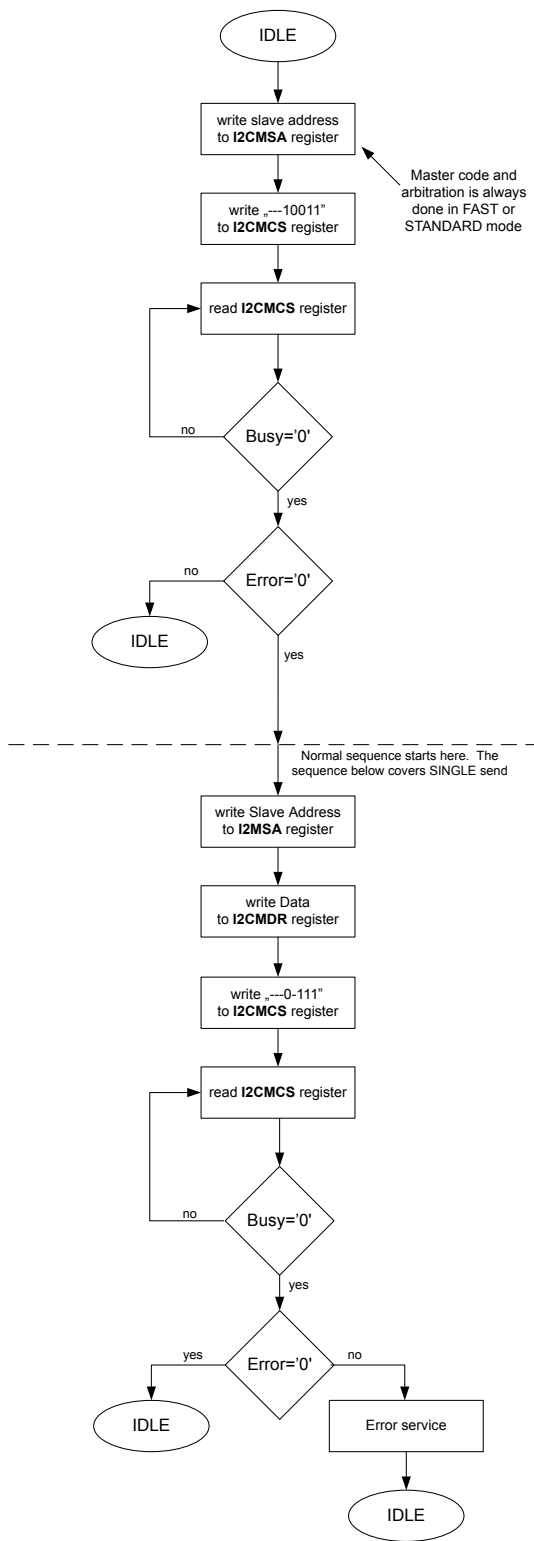 IDLE
write slave address
to I2CMSA register
Master code and
arbitration is always
done in FAST or
STANDARD mode
write „---10011”
to I2CMCS register
read I2CMCS register
no
Busy='0'
yes
no
Error='0'
IDLE
yes
Normal sequence starts here. The
sequence below covers SINGLE send
write Slave Address
to I2MSA register
write Data
to I2CMDR register
write „---0-111”
to I2CMCS register
read I2CMCS register
no
Busy='0'
yes
yes
Error='0'
no
IDLE
Error service
IDLE